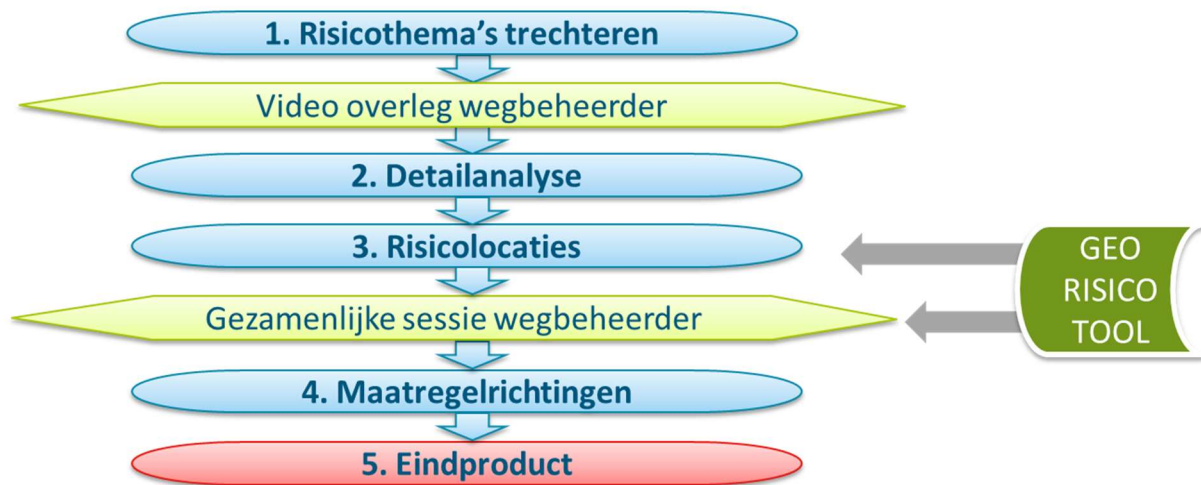 1. Risicothema's trechteren
Video overleg wegbeheerder
2. Detailanalyse
3. Risicolocaties
Gezamenlijke sessie wegbeheerder
4. Maatregelrichtingen
5. Eindproduct
GEO
RISICO
TOOL